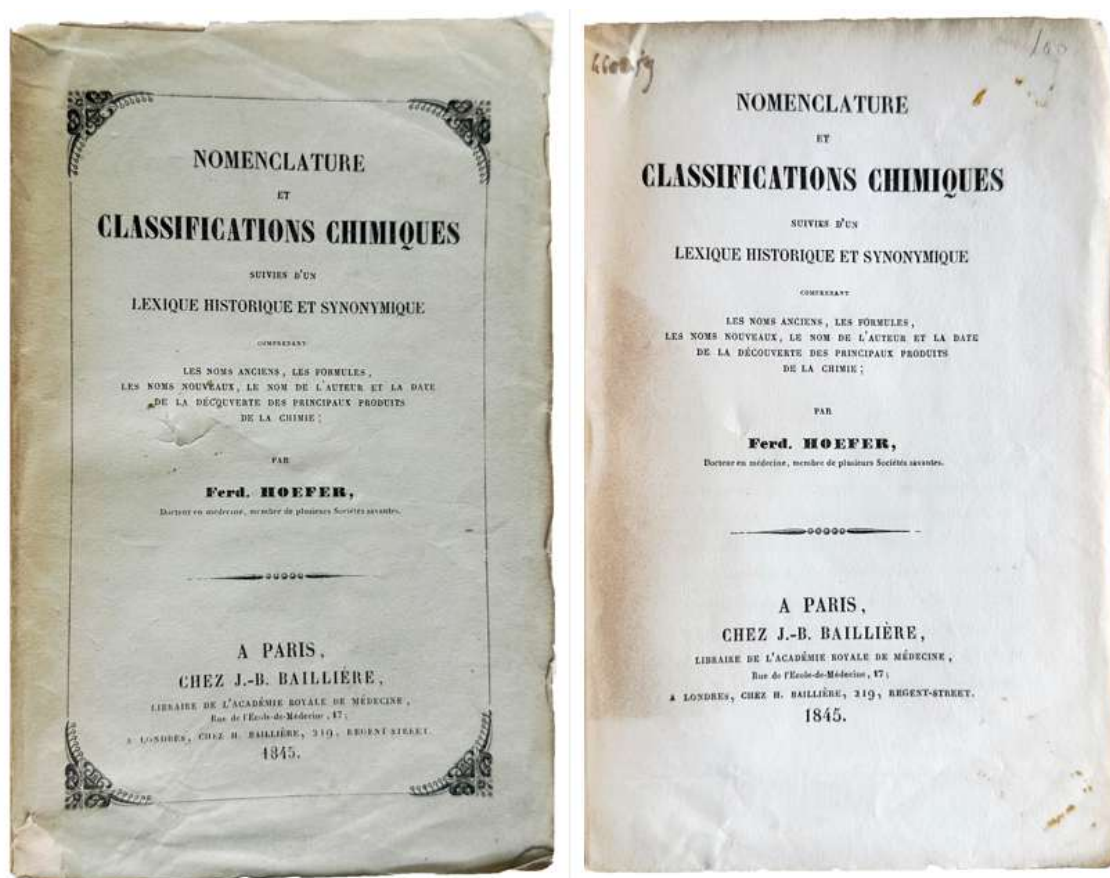 NOMENCLATURE
ET
CLASSIFICATIONS CHIMIQUES
SUIVIES D'UN
LEXIQUE HISTORIQUE ET SYNONYMIQUE
COMPRENANT
LES NOMS ANCIENS, LES FORMULES,
LES NOMS NOUVEAUX, LE NOM DE L'AUTEUR ET LA DATE
DE LA DÉCOUVERTE DES PRINCIPAUX PRODUITS
DE LA CHIMIE;
PAR
Ferd. HOEFER,
Docteur en médecine, membre de plusieurs Sociétés savantes.
A PARIS,
CHEZ J.-B. BAILLIÈRE,
LIBRAIRE DE L'ACADÉMIE ROYALE DE MÉDECINE,
Rue de l'École-de-Médecine, 17;
A LONDRES, CHEZ H. BAILLIÈRE, 219, REGENT-STREET.
1845.
NOMENCLATURE
ET
CLASSIFICATIONS CHIMIQUES
SUIVIES D'UN
LEXIQUE HISTORIQUE ET SYNONYMIQUE
COMPRENANT
LES NOMS ANCIENS, LES FORMULES,
LES NOMS NOUVEAUX, LE NOM DE L'AUTEUR ET LA DATE
DE LA DÉCOUVERTE DES PRINCIPAUX PRODUITS
DE LA CHIMIE;
PAR
Ferd. HOEFER,
Docteur en médecine, membre de plusieurs Sociétés savantes.
A PARIS,
CHEZ J.-B. BAILLIÈRE,
LIBRAIRE DE L'ACADÉMIE ROYALE DE MÉDECINE,
Rue de l'Ecole-de-Médecine, 17;
A LONDRES, CHEZ H. BAILLIÈRE, 219, REGENT-STREET.
1845.